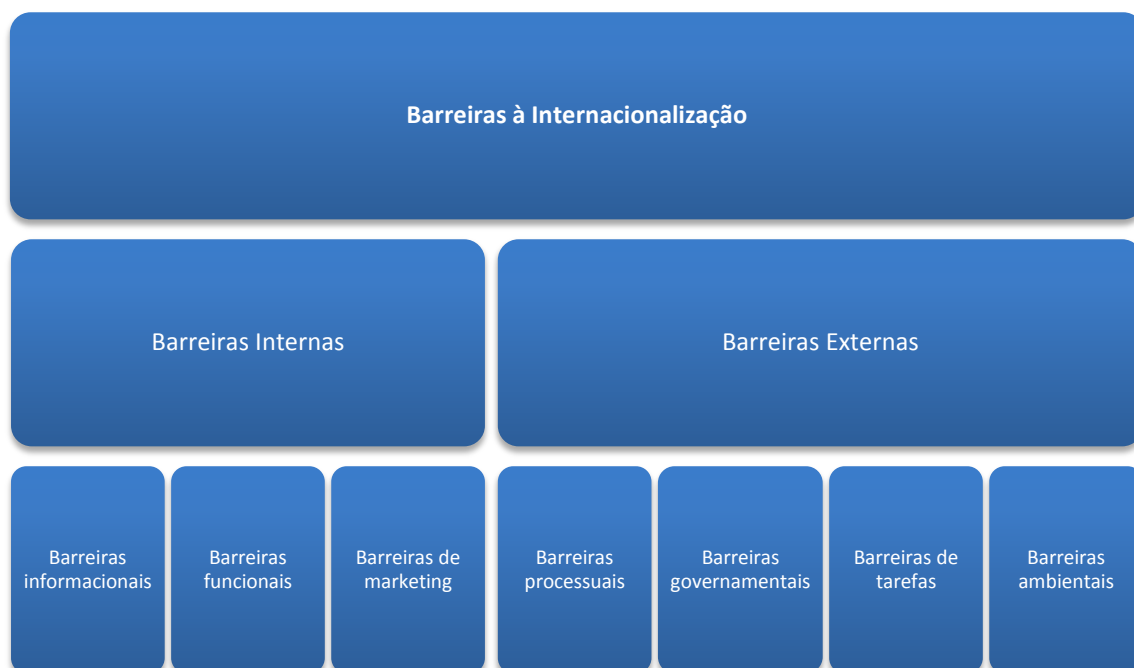 Barreiras à Internacionalização
Barreiras Internas
Barreiras Externas
Barreiras
informacionais
Barreiras
funcionais
Barreiras de
marketing
Barreiras
processuais
Barreiras
governamentais
Barreiras de
tarefas
Barreiras
ambientais